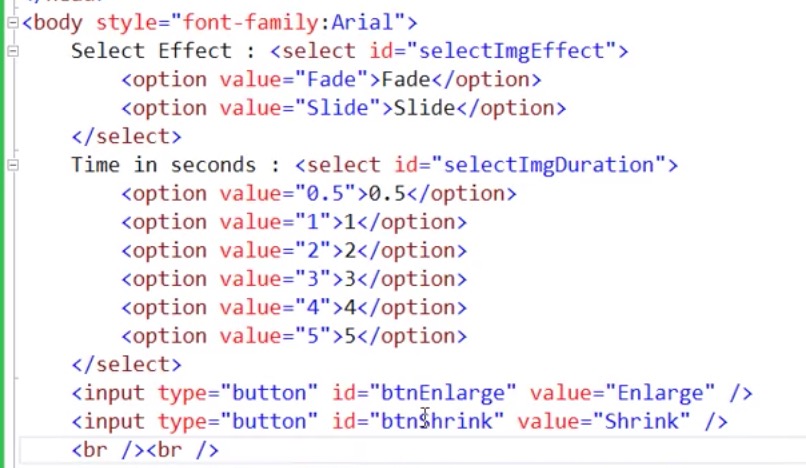 <body style="font-family:Arial">
Select Effect : <select id="selectImgEffect">
<option value="Fade">Fade</option>
<option value="Slide">Slide</option>
</select>
Time in seconds : <select id="selectImgDuration">
<option value="0.5">0.5</option>
<option value="1">1</option>
<option value="2">2</option>
<option value="3">3</option>
<option value="4">4</option>
<option value="5">5</option>
</select>
<input type="button" id="btnEnlarge" value="Enlarge" />
<input type="button" id="btnShrink" value="Shrink" />
<br /><br />